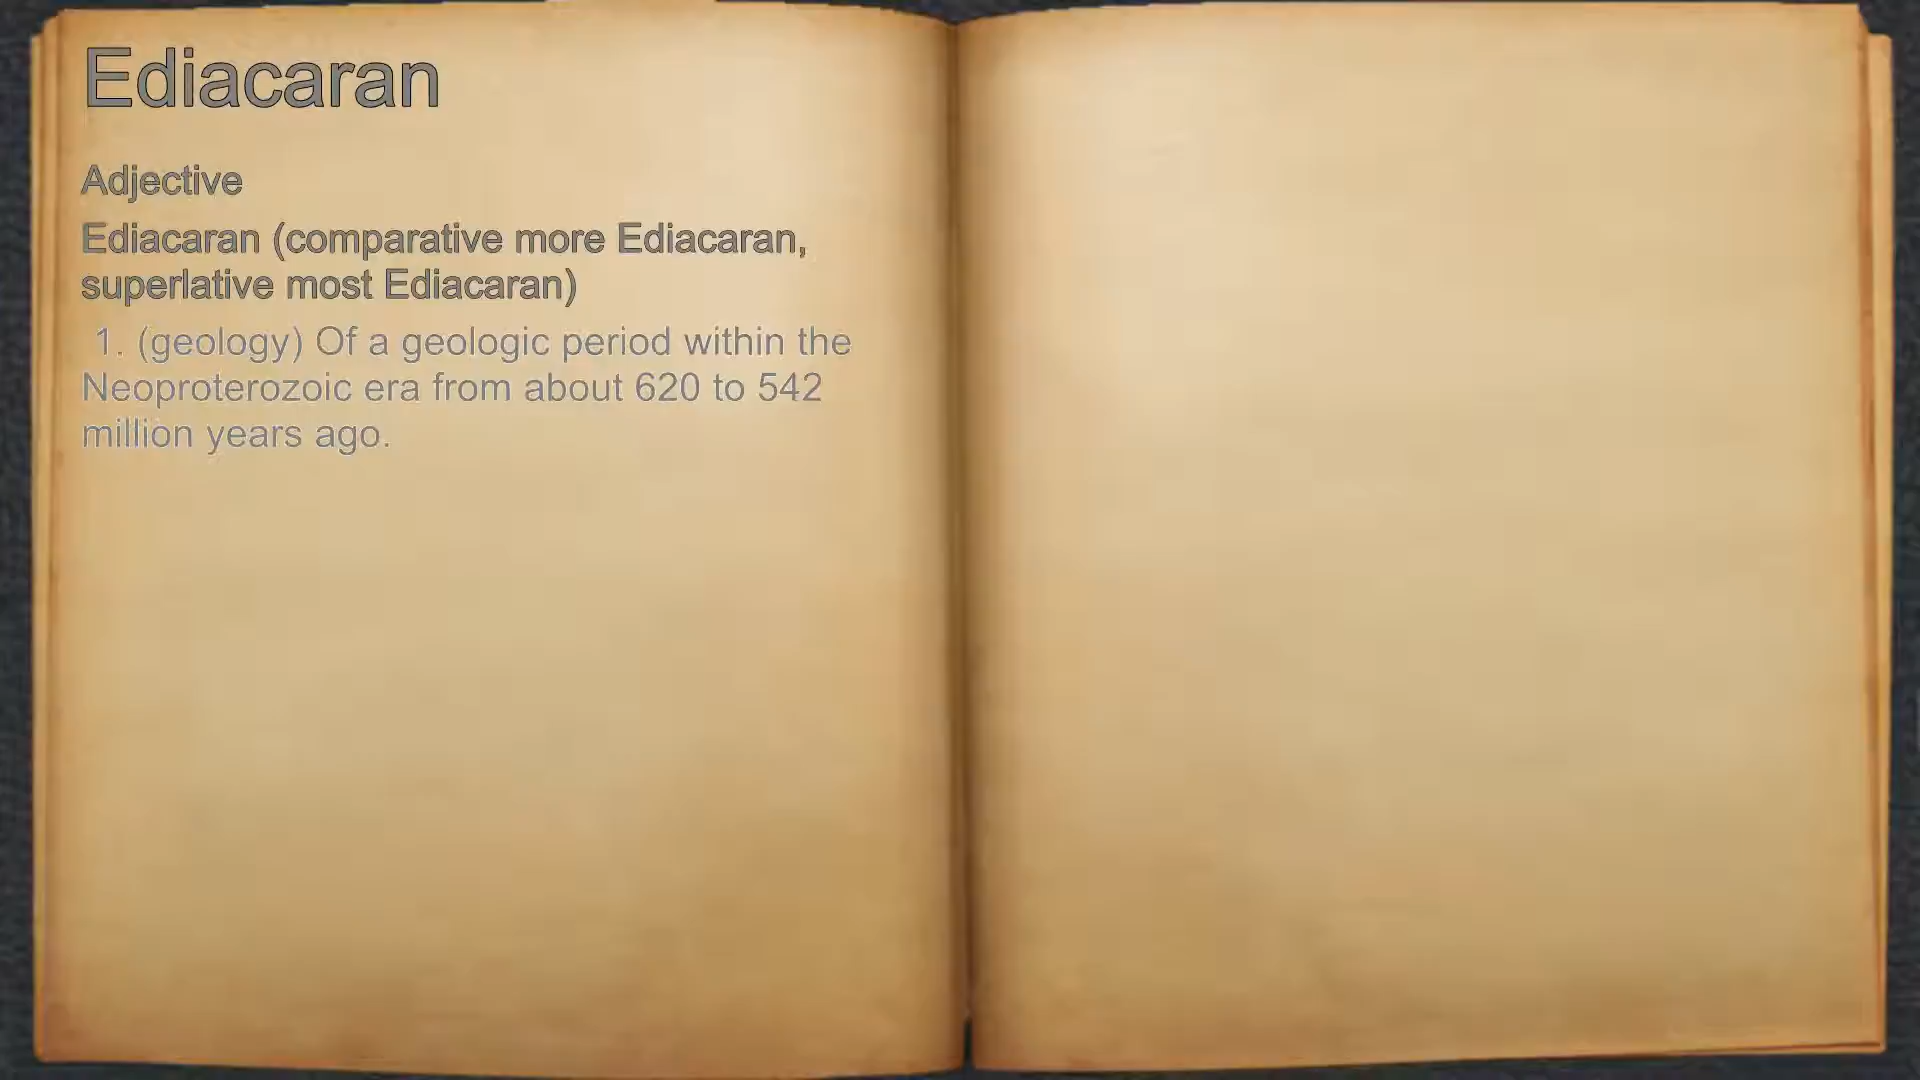 Ediacaran
Adjective
Ediacaran (comparative more Ediacaran,
superlative most Ediacaran)
1. (geology) Of a geologic period within the
Neoproterozoic era from about 620 to 542
million years ago.